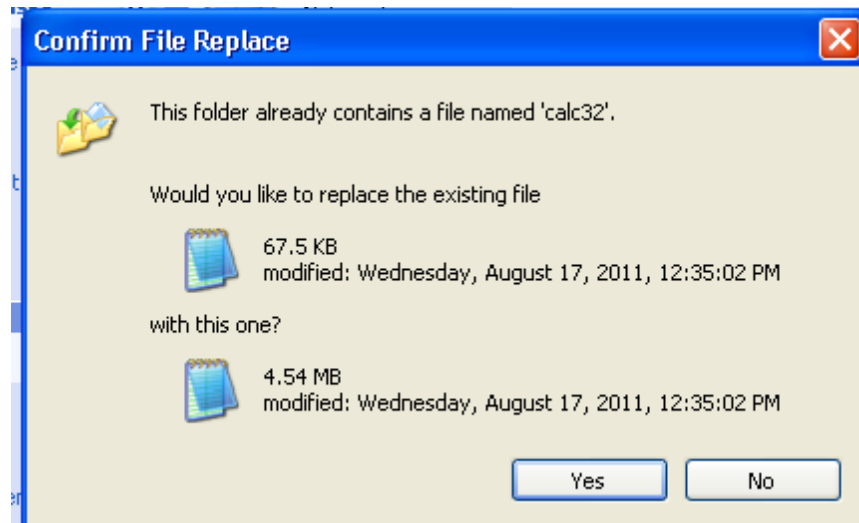 Confirm File Replace
This folder already contains a file named 'calc32'.
Would you like to replace the existing file
67.5 KB
modified: Wednesday, August 17, 2011, 12:35:02 PM
with this one?
4.54 MB
modified: Wednesday, August 17, 2011, 12:35:02 PM
Yes
No